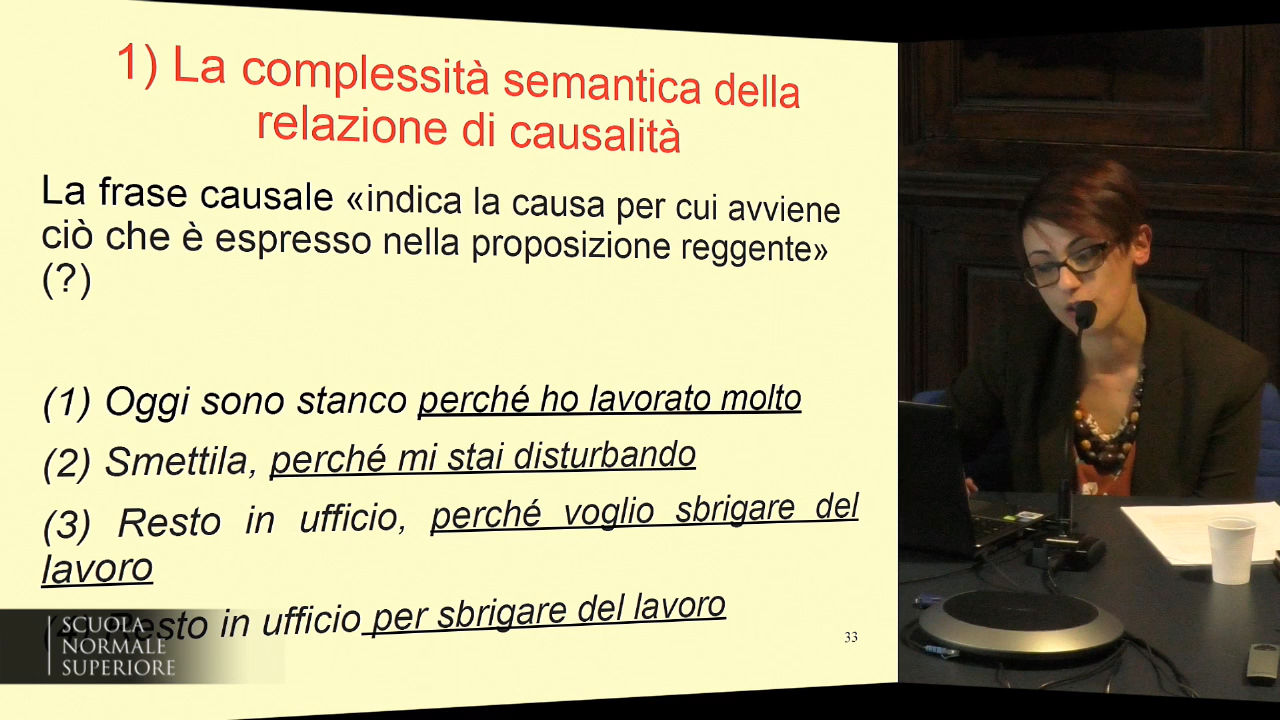 1) La complessità semantica della
relazione di causalità
La frase causale «indica la causa per cui avviene
ciò che è espresso nella proposizione reggente»
(?)
(1) Oggi sono stanco perché ho lavorato molto
(2) Smettila, perché mi stai disturbando
(3) Resto in ufficio, perché voglio sbrigare del
lavoro
(4) Resto in ufficio per sbrigare del lavoro
33
SCUOLA
NORMALE
SUPERIORE